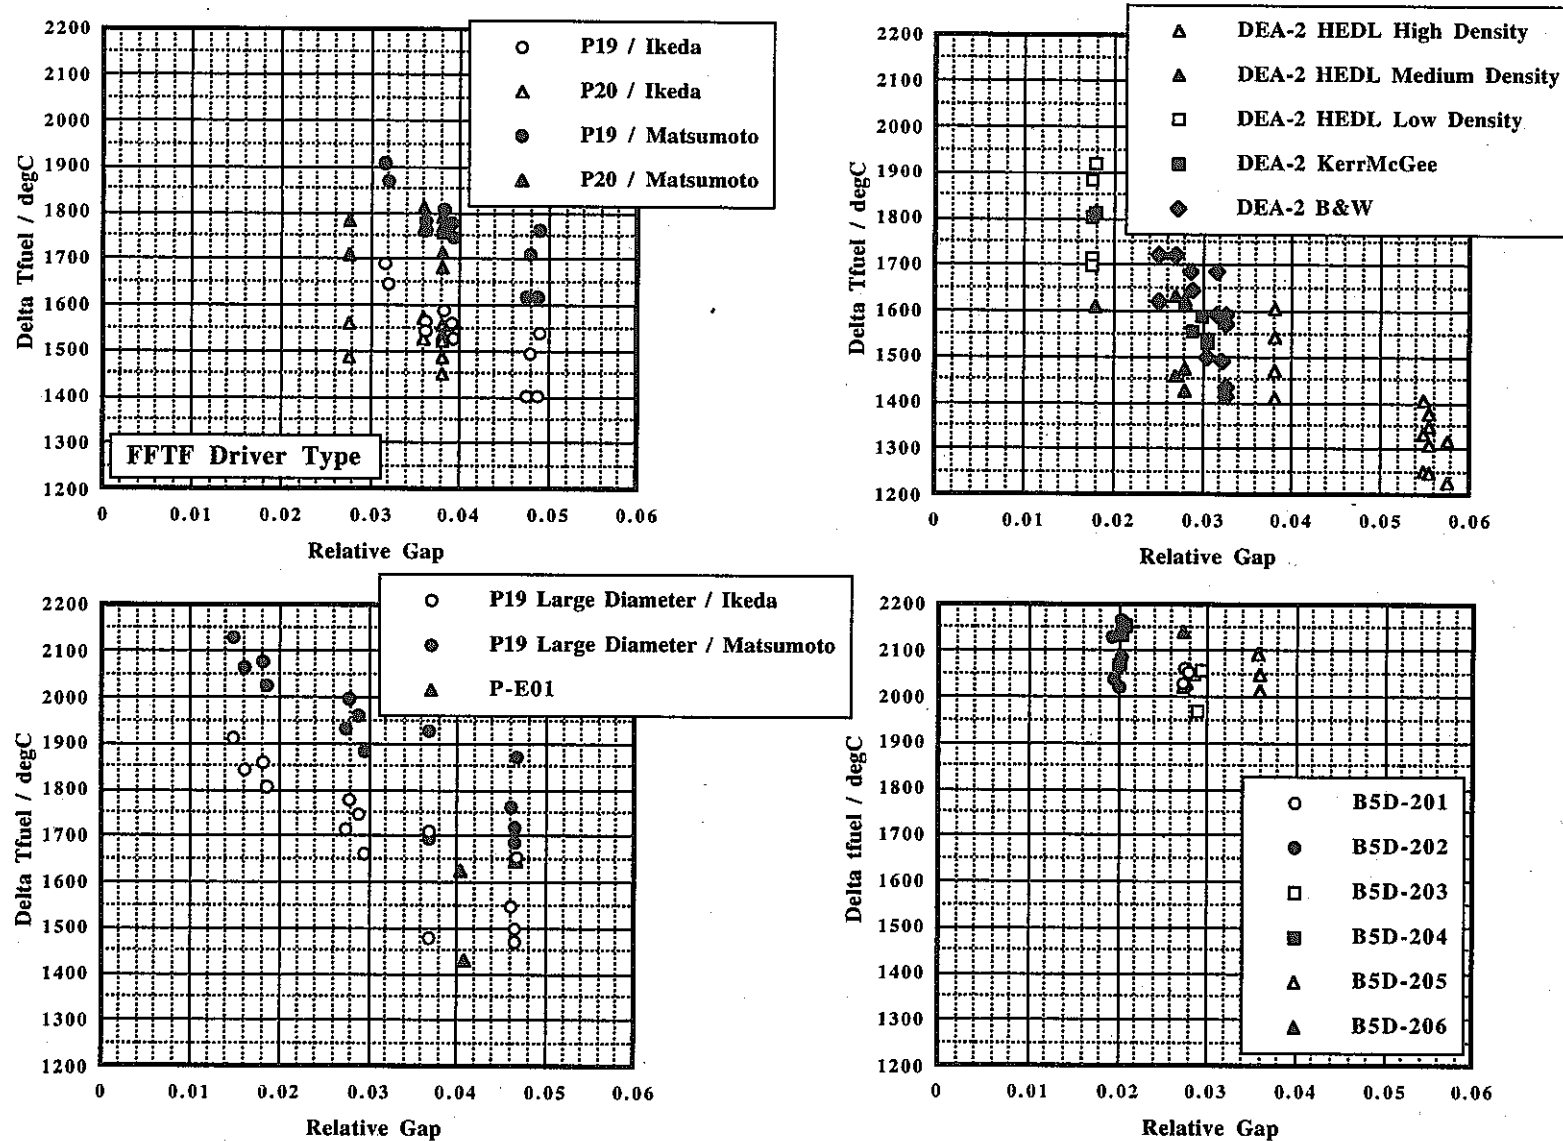 2200
2100
2000
1900
1800
1700
1600
1500
1400
1300
1200
Delta Tfuel / degC
P19 / Ikeda
P20 / Ikeda
P19 / Matsumoto
P20 / Matsumoto
FFTF Driver Type
0 0.01 0.02 0.03 0.04 0.05 0.06
Relative Gap
2200
2100
2000
1900
1800
1700
1600
1500
1400
1300
1200
Delta Tfuel / degC
DEA-2 HEDL High Density
DEA-2 HEDL Medium Density
DEA-2 HEDL Low Density
DEA-2 KerrMcGee
DEA-2 B&W
0 0.01 0.02 0.03 0.04 0.05 0.06
Relative Gap
2200
2100
2000
1900
1800
1700
1600
1500
1400
1300
1200
Delta Tfuel / degC
P19 Large Diameter / Ikeda
P19 Large Diameter / Matsumoto
P-E01
0 0.01 0.02 0.03 0.04 0.05 0.06
Relative Gap
2200
2100
2000
1900
1800
1700
1600
1500
1400
1300
1200
Delta tfuel / degC
B5D-201
B5D-202
B5D-203
B5D-204
B5D-205
B5D-206
0 0.01 0.02 0.03 0.04 0.05 0.06
Relative Gap